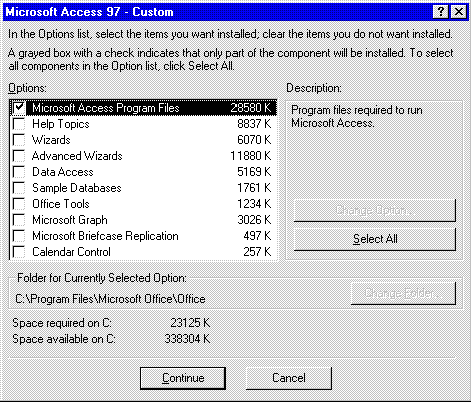 Microsoft Access 97 - Custom
In the Options list, select the items you want installed; clear the items you do not want installed.
A grayed box with a check indicates that only part of the component will be installed. To select
all components in the Option list, click Select All.
Options:
Description:
Microsoft Access Program Files 28580 K
Help Topics 8837 K
Wizards 6070 K
Advanced Wizards 11880 K
Data Access 5169 K
Sample Databases 1761 K
Office Tools 1234 K
Microsoft Graph 3026 K
Microsoft Briefcase Replication 497 K
Calendar Control 257 K
Program files required to run
Microsoft Access.
Change Option...
Select All
Folder for Currently Selected Option:
C:\Program Files\Microsoft Office\Office
Change Folder...
Space required on C: 23125 K
Space available on C: 338304 K
Continue
Cancel